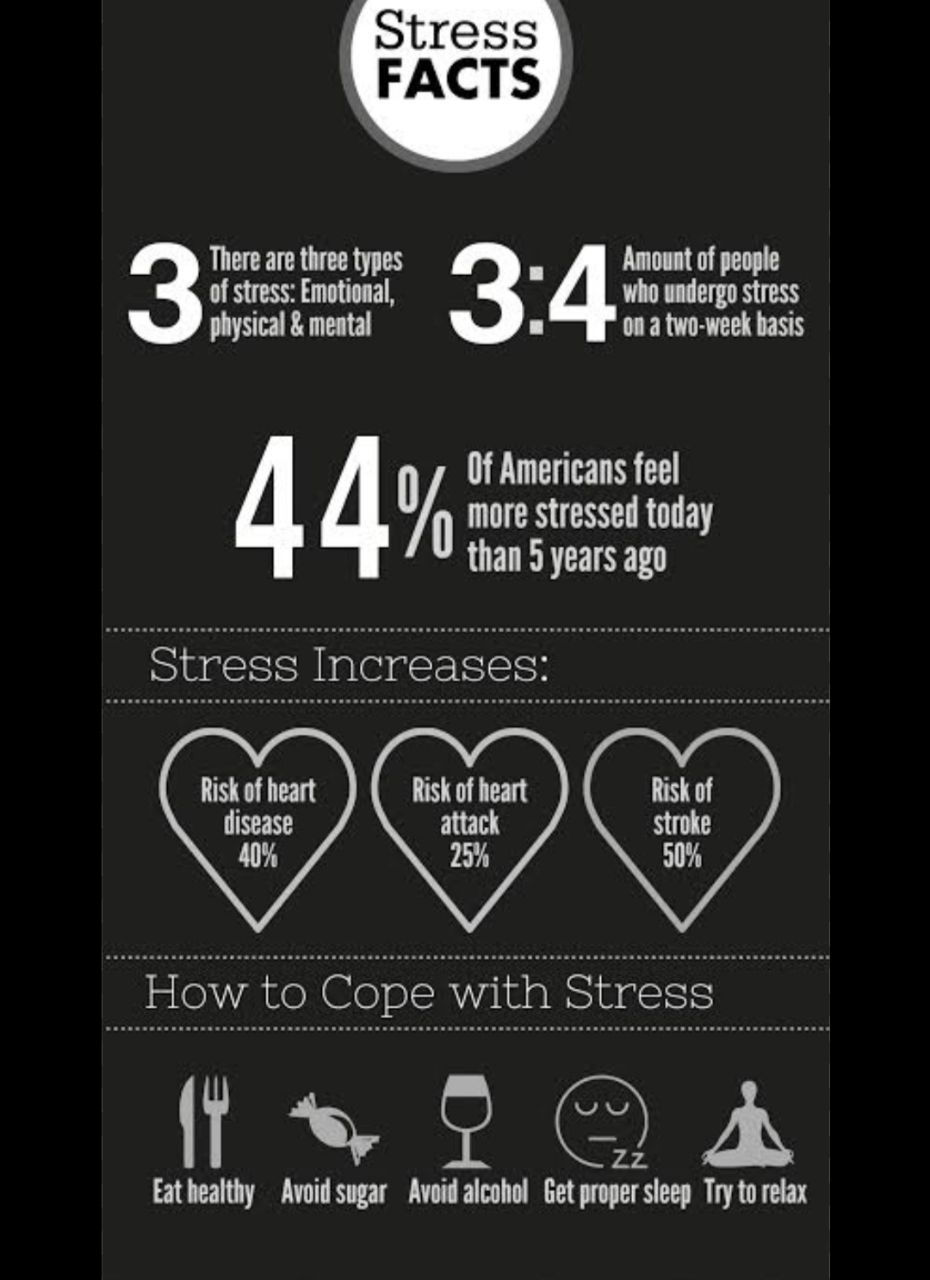 Stress
FACTS
3
There are three types
of stress: Emotional,
physical & mental
3:4
Amount of people
who undergo stress
on a two-week basis
44%
Of Americans feel
more stressed today
than 5 years ago
Stress Increases:
Risk of heart
disease
40%
Risk of heart
attack
25%
Risk of
stroke
50%
How to Cope with Stress
zz
Eat healthy
Avoid sugar
Avoid alcohol
Get proper sleep
Try to relax